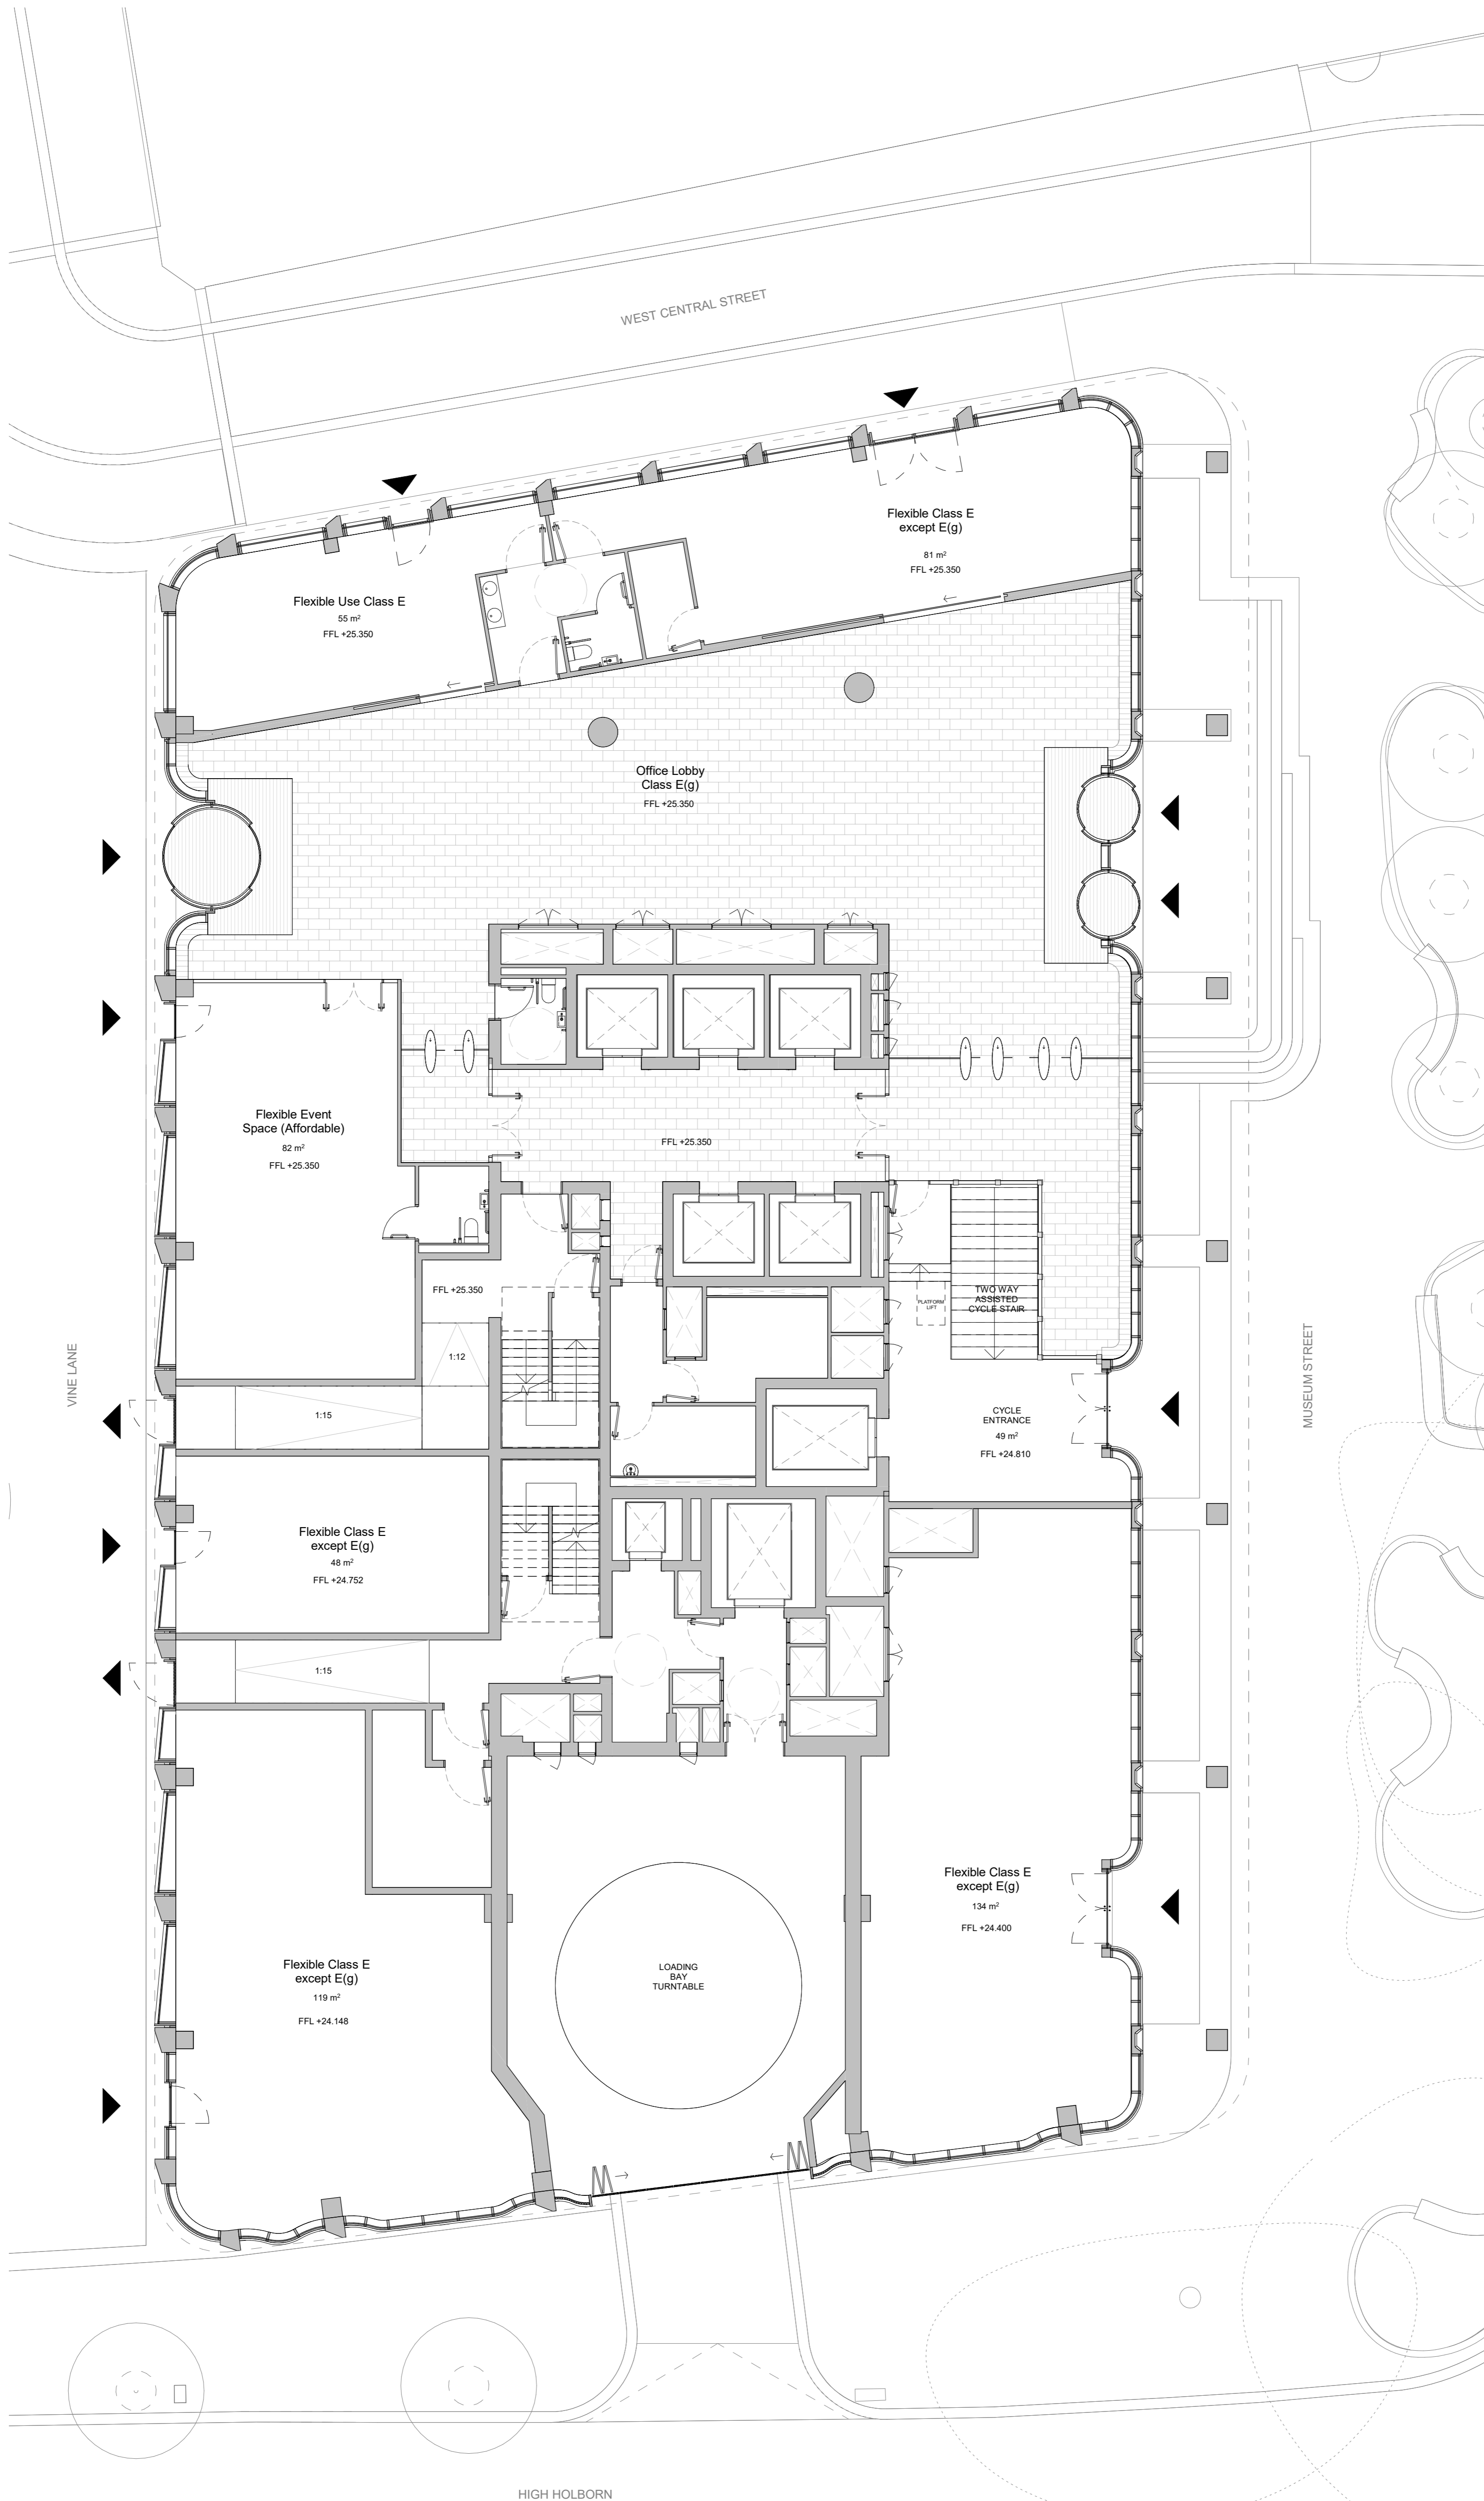 WEST CENTRAL STREET
Flexible Class E
except E(g)
81 m²
FFL +25.350
Flexible Use Class E
55 m²
FFL +25.350
Office Lobby
Class E(g)
FFL +25.350
Flexible Event
Space (Affordable)
82 m²
FFL +25.350
FFL +25.350
FFL +25.350
PLATFORM
LIFT
TWO WAY
ASSISTED
CYCLE STAIR
1:12
1:15
VINE LANE
MUSEUM STREET
CYCLE
ENTRANCE
49 m²
FFL +24.810
Flexible Class E
except E(g)
48 m²
FFL +24.752
1:15
Flexible Class E
except E(g)
134 m²
FFL +24.400
Flexible Class E
except E(g)
119 m²
FFL +24.148
LOADING
BAY
TURNTABLE
HIGH HOLBORN